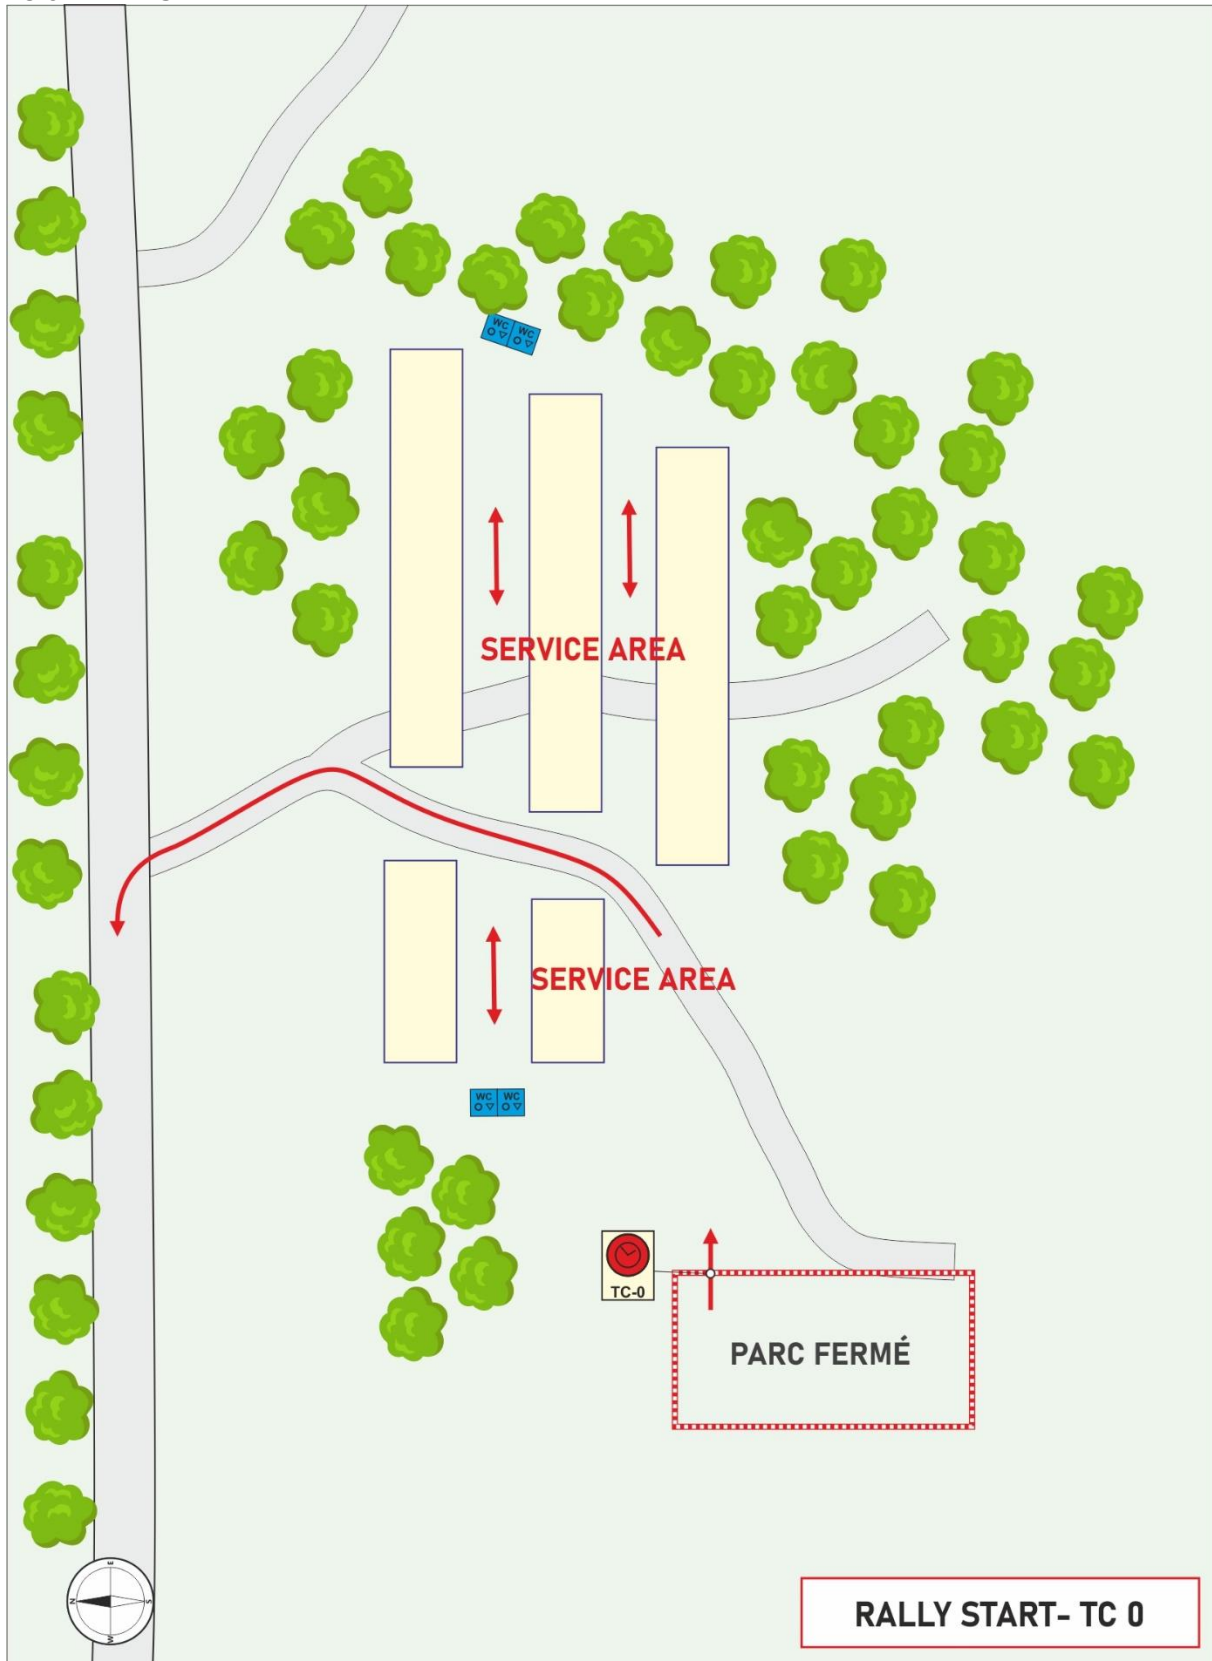 WC WC
SERVICE AREA
SERVICE AREA
WC WC
TC-0
PARC FERMÉ
E
N S
W
RALLY START- TC 0